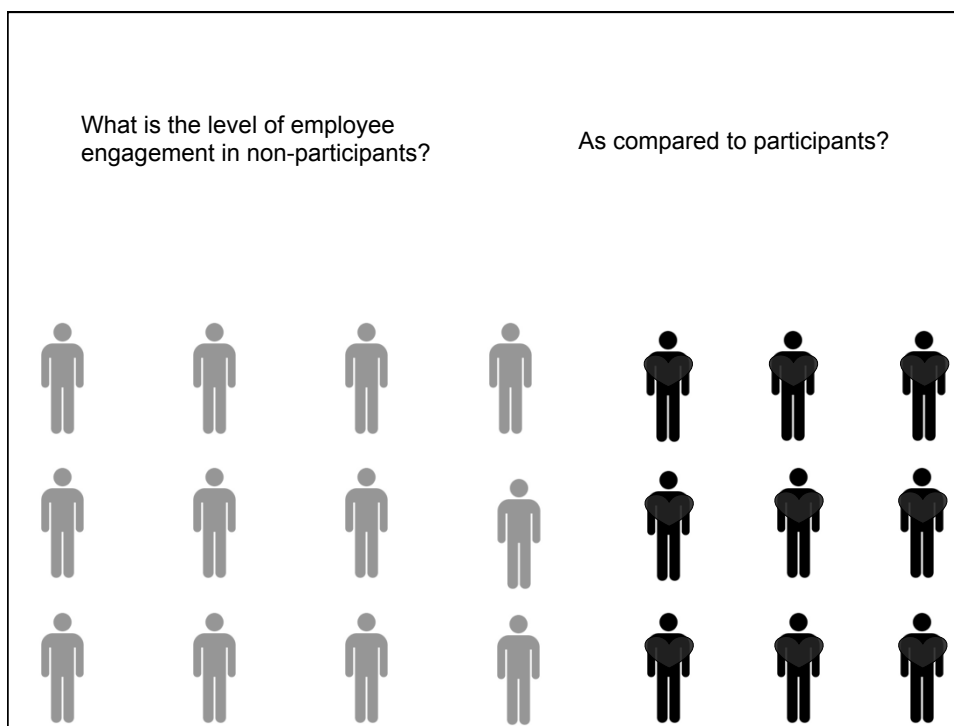 What is the level of employee
engagement in non-participants?
As compared to participants?